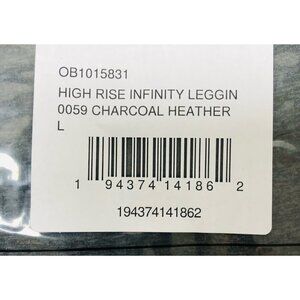 OB1015831
HIGH RISE INFINITY LEGGIN
0059 CHARCOAL HEATHER
L
1 94374 14186 2
194374141862